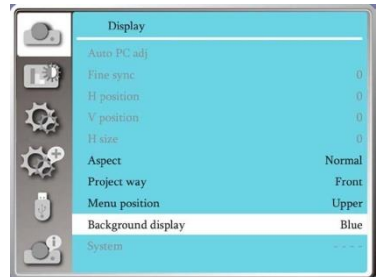 Display
Auto PC adj
Fine sync 0
H position 0
V position 0
H size 0
Aspect Normal
Project way Front
Menu position Upper
Background display Blue
System - - - -